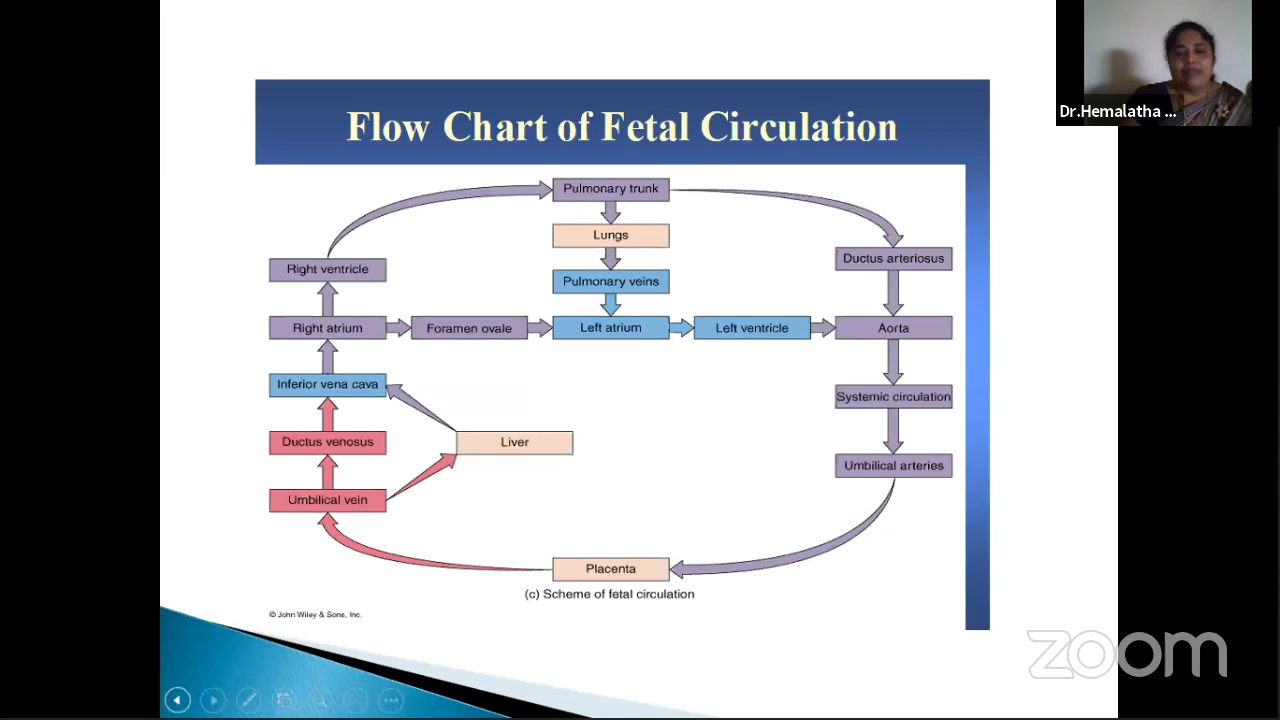 Dr.Hemalatha ...
Flow Chart of Fetal Circulation
Pulmonary trunk
Lungs
Right ventricle
Pulmonary veins
Ductus arteriosus
Right atrium
Foramen ovale
Left atrium
Left ventricle
Aorta
Inferior vena cava
Systemic circulation
Ductus venosus
Liver
Umbilical arteries
Umbilical vein
Placenta
(c) Scheme of fetal circulation
© John Wiley & Sons, Inc.
zoom